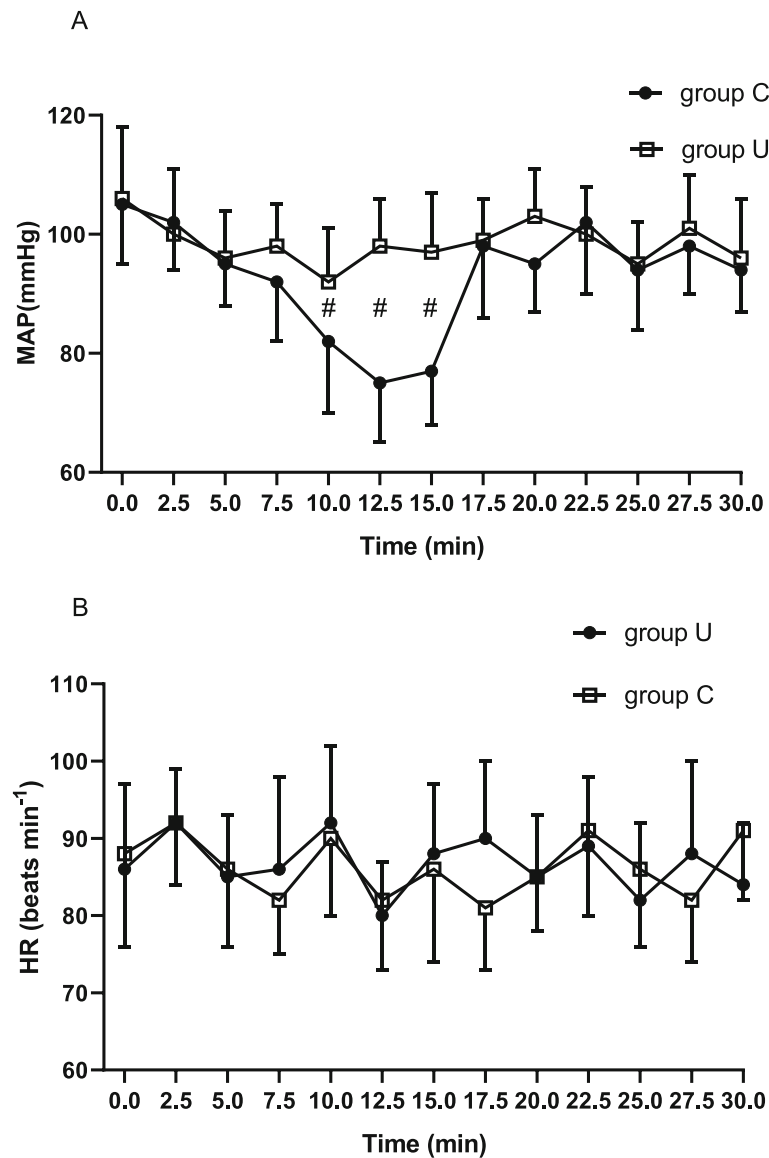 A
group C
group U
120
100
80
60
MAP(mmHg)
# # #
0.0 2.5 5.0 7.5 10.0 12.5 15.0 17.5 20.0 22.5 25.0 27.5 30.0
Time (min)
B
group U
group C
110
100
90
80
70
60
HR (beats min⁻¹)
0.0 2.5 5.0 7.5 10.0 12.5 15.0 17.5 20.0 22.5 25.0 27.5 30.0
Time (min)